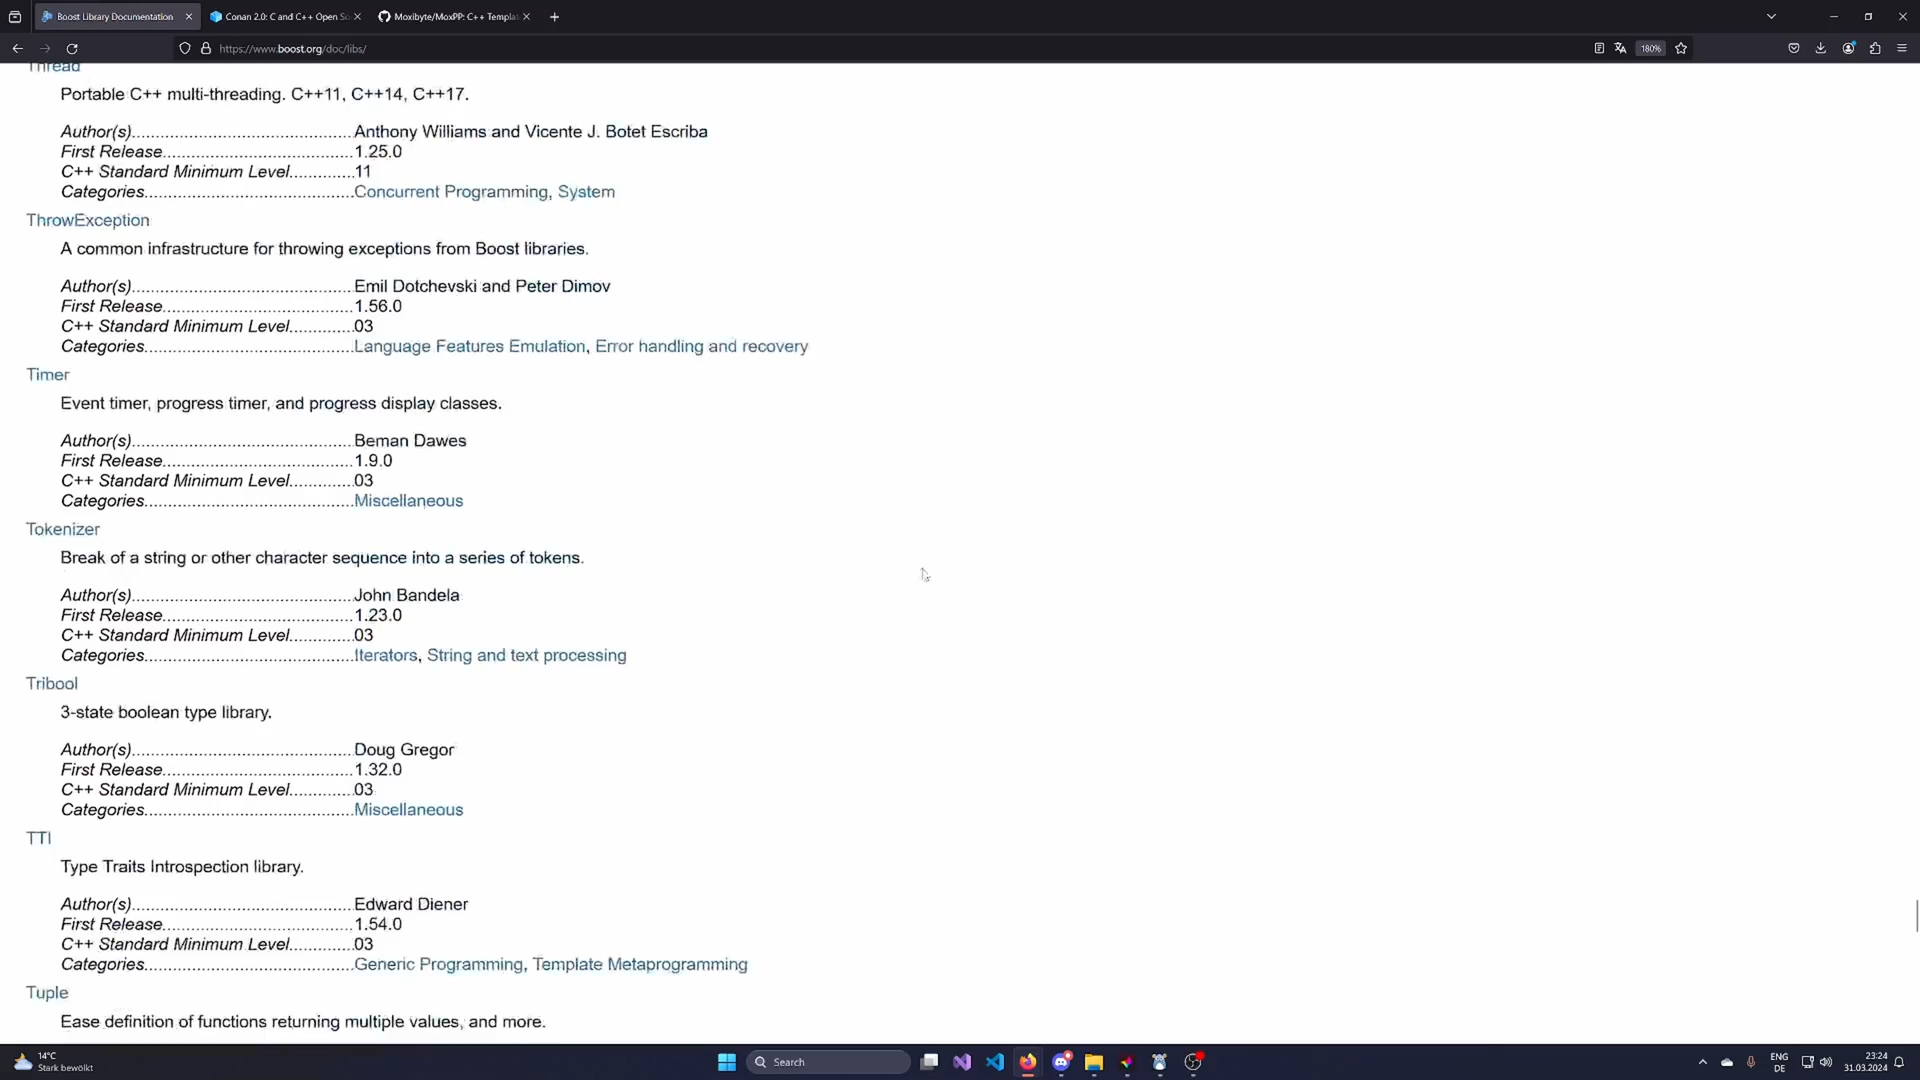 Boost Library Documentation
Conan 2.0: C and C++ Open So
Moxibyte/MoxPP: C++ Templat
https://www.boost.org/doc/libs/
180%
Thread
Portable C++ multi-threading. C++11, C++14, C++17.
Author(s)..............................................Anthony Williams and Vicente J. Botet Escriba
First Release........................................1.25.0
C++ Standard Minimum Level..............11
Categories............................................Concurrent Programming, System
ThrowException
A common infrastructure for throwing exceptions from Boost libraries.
Author(s)..............................................Emil Dotchevski and Peter Dimov
First Release........................................1.56.0
C++ Standard Minimum Level..............03
Categories............................................Language Features Emulation, Error handling and recovery
Timer
Event timer, progress timer, and progress display classes.
Author(s)..............................................Beman Dawes
First Release........................................1.9.0
C++ Standard Minimum Level..............03
Categories............................................Miscellaneous
Tokenizer
Break of a string or other character sequence into a series of tokens.
Author(s)..............................................John Bandela
First Release........................................1.23.0
C++ Standard Minimum Level..............03
Categories............................................Iterators, String and text processing
Tribool
3-state boolean type library.
Author(s)..............................................Doug Gregor
First Release........................................1.32.0
C++ Standard Minimum Level..............03
Categories............................................Miscellaneous
TTI
Type Traits Introspection library.
Author(s)..............................................Edward Diener
First Release........................................1.54.0
C++ Standard Minimum Level..............03
Categories............................................Generic Programming, Template Metaprogramming
Tuple
Ease definition of functions returning multiple values, and more.
14°C
Stark bewölkt
Search
ENG
DE
23:24
31.03.2024